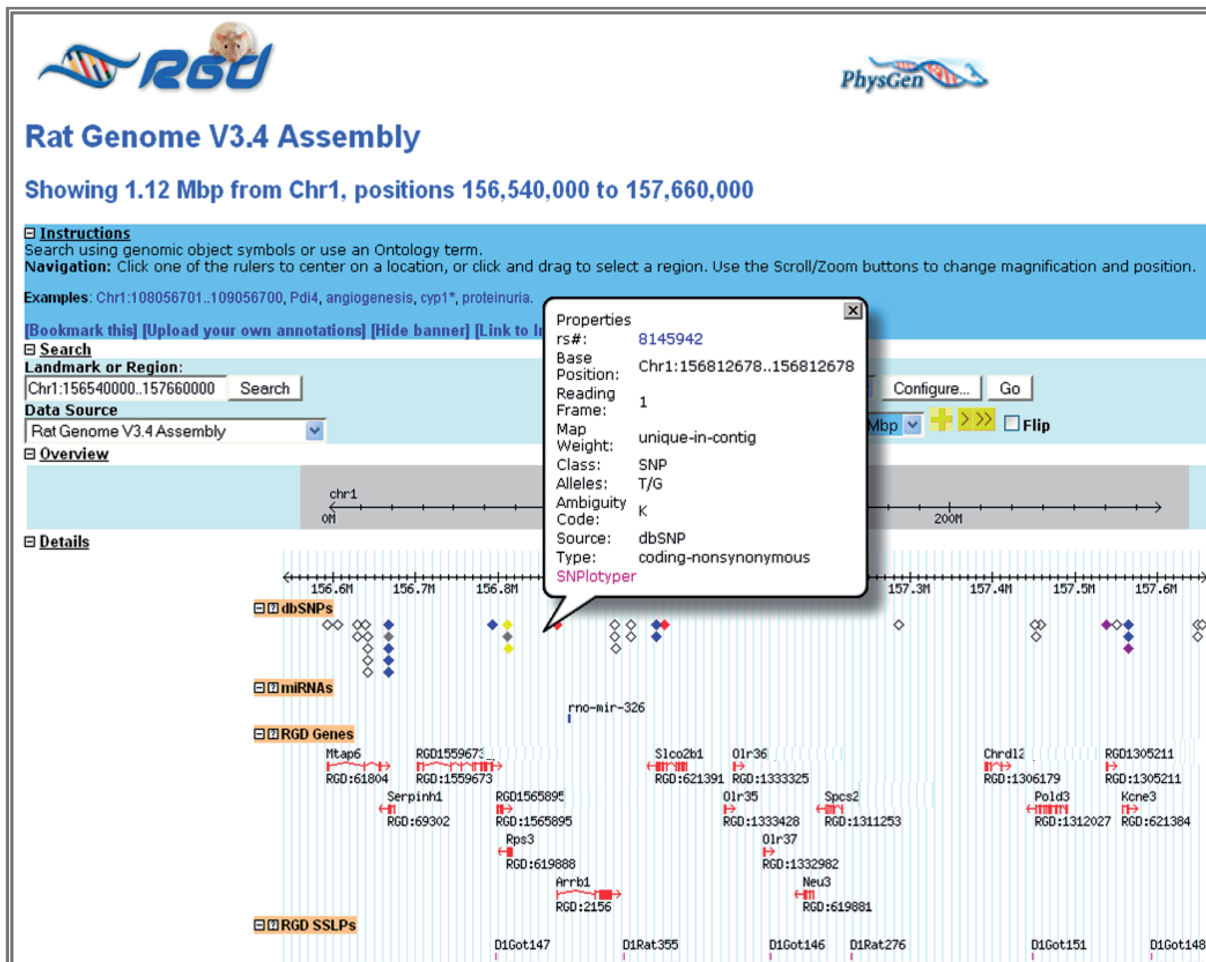 RGD
PhysGen
Rat Genome V3.4 Assembly
Showing 1.12 Mbp from Chr1, positions 156,540,000 to 157,660,000
Instructions
Search using genomic object symbols or use an Ontology term.
Navigation: Click one of the rulers to center on a location, or click and drag to select a region. Use the Scroll/Zoom buttons to change magnification and position.
Examples: Chr1:108056701..109056700, Pdi4, angiogenesis, cyp1*, proteinuria.
[Bookmark this] [Upload your own annotations] [Hide banner] [Link to
Search
Landmark or Region:
Chr1:156540000..157660000 Search
Configure... Go
Data Source
Rat Genome V3.4 Assembly
Mbp + > >> Flip
Overview
chr1
0M 200M
Details
Properties
rs#: 8145942
Base Position: Chr1:156812678..156812678
Reading Frame: 1
Map Weight: unique-in-contig
Class: SNP
Alleles: T/G
Ambiguity Code: K
Source: dbSNP
Type: coding-nonsynonymous
SNPlotyper
156.6M 156.7M 156.8M 157.3M 157.4M 157.5M 157.6M
dbSNPs
miRNAs
rno-mir-326
RGD Genes
Mtap6 RGD1559673 Slco2b1 Olr36 Chrdl2 RGD1305211
RGD:61804 RGD:1559673 RGD:621391 RGD:1333325 RGD:1306179 RGD:1305211
Serpinh1 RGD1565895 Olr35 Spcs2 Pold3 Kcne3
RGD:69302 RGD:1565895 RGD:1333428 RGD:1311253 RGD:1312027 RGD:621384
Rps3 Olr37
RGD:619888 RGD:1332982
Arrb1 Neu3
RGD:2156 RGD:619881
RGD SSLPs
D1Got147 D1Rat355 D1Got146 D1Rat276 D1Got151 D1Got148